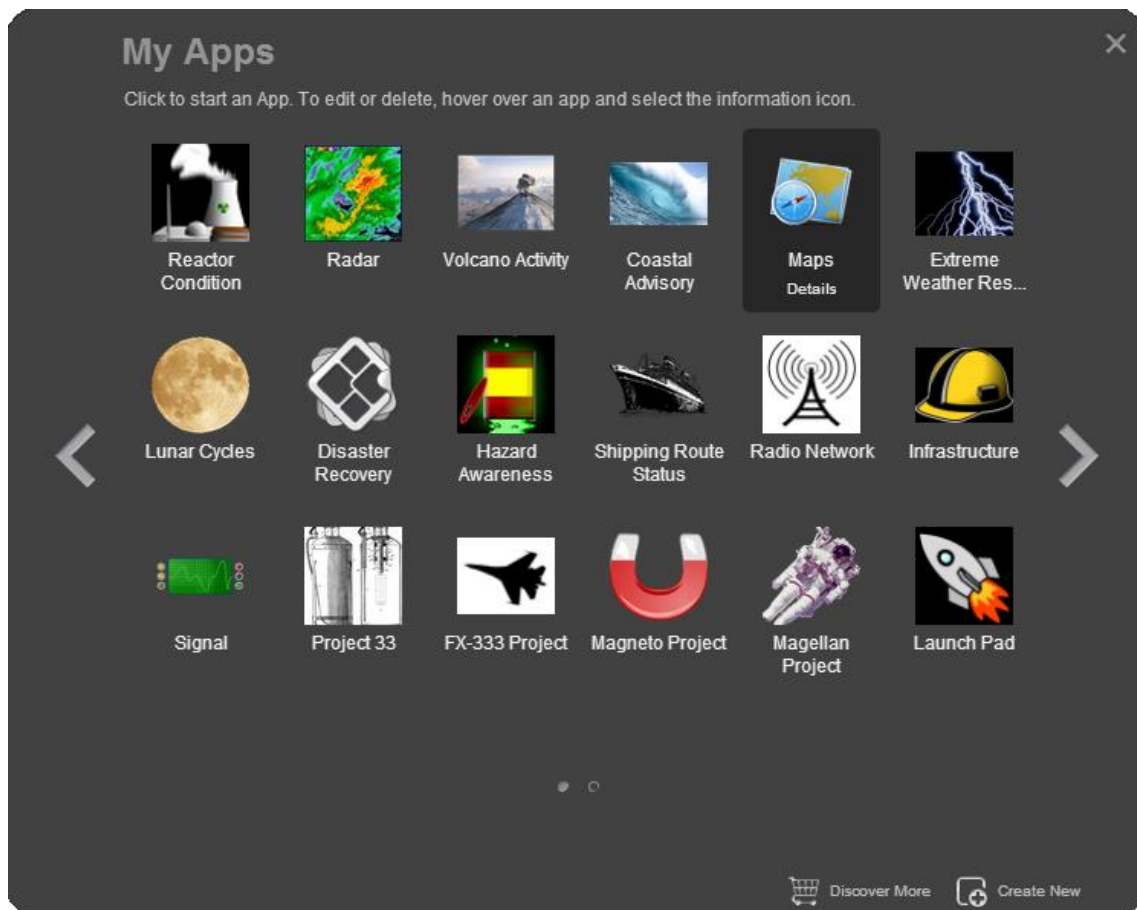 My Apps
Click to start an App. To edit or delete, hover over an app and select the information icon.
Reactor
Condition
Radar
Volcano Activity
Coastal
Advisory
Maps
Details
Extreme
Weather Res...
Lunar Cycles
Disaster
Recovery
Hazard
Awareness
Shipping Route
Status
Radio Network
Infrastructure
Signal
Project 33
FX-333 Project
Magneto Project
Magellan
Project
Launch Pad
Discover More
Create New